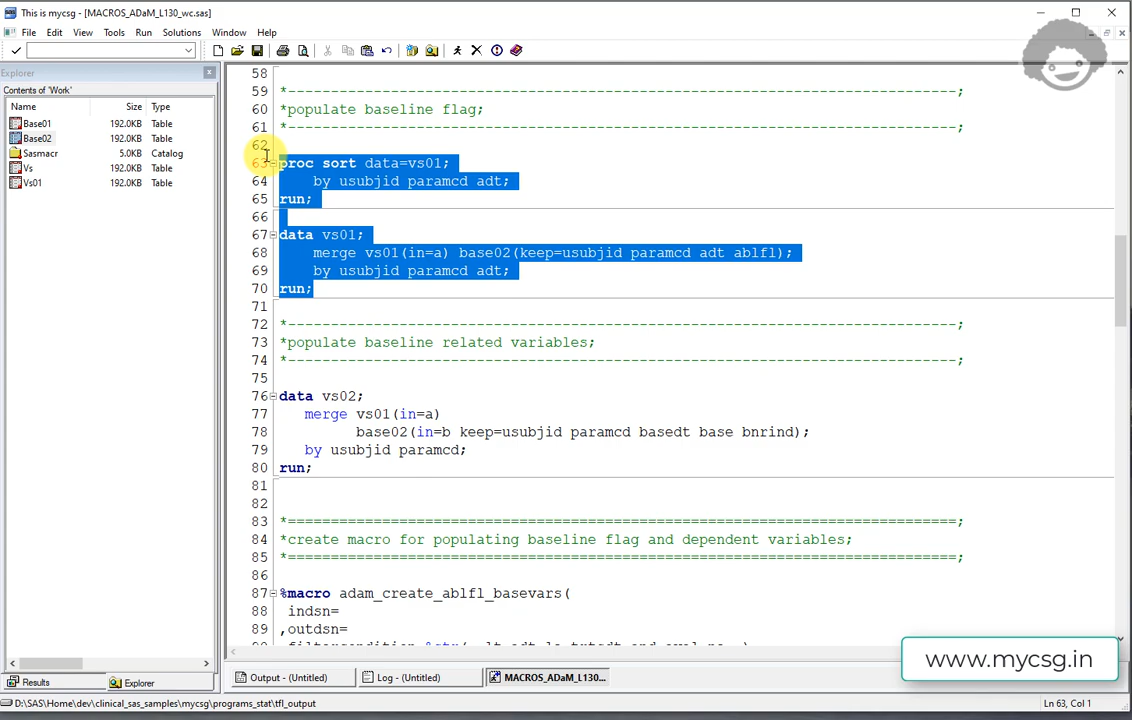 This is mycsg - [MACROS_ADaM_L130_wc.sas]
File Edit View Tools Run Solutions Window Help
Explorer
Contents of 'Work'
Name Size Type
Base01 192.0KB Table
Base02 192.0KB Table
Sasmacr 5.0KB Catalog
Vs 192.0KB Table
Vs01 192.0KB Table
58
59 *------------------------------------------------------------------------------;
60 *populate baseline flag;
61 *------------------------------------------------------------------------------;
62
63 proc sort data=vs01;
64 by usubjid paramcd adt;
65 run;
66
67 data vs01;
68 merge vs01(in=a) base02(keep=usubjid paramcd adt ablfl);
69 by usubjid paramcd adt;
70 run;
71
72 *------------------------------------------------------------------------------;
73 *populate baseline related variables;
74 *------------------------------------------------------------------------------;
75
76 data vs02;
77 merge vs01(in=a)
78 base02(in=b keep=usubjid paramcd basedt base bnrind);
79 by usubjid paramcd;
80 run;
81
82
83 *==============================================================================;
84 *create macro for populating baseline flag and dependent variables;
85 *==============================================================================;
86
87 %macro adam_create_ablfl_basevars(
88 indsn=
89 ,outdsn=
www.mycsg.in
Results Explorer
Output - (Untitled) Log - (Untitled) MACROS_ADaM_L130...
D:\SAS\Home\dev\clinical_sas_samples\mycsg\programs_stat\tfl_output Ln 63, Col 1